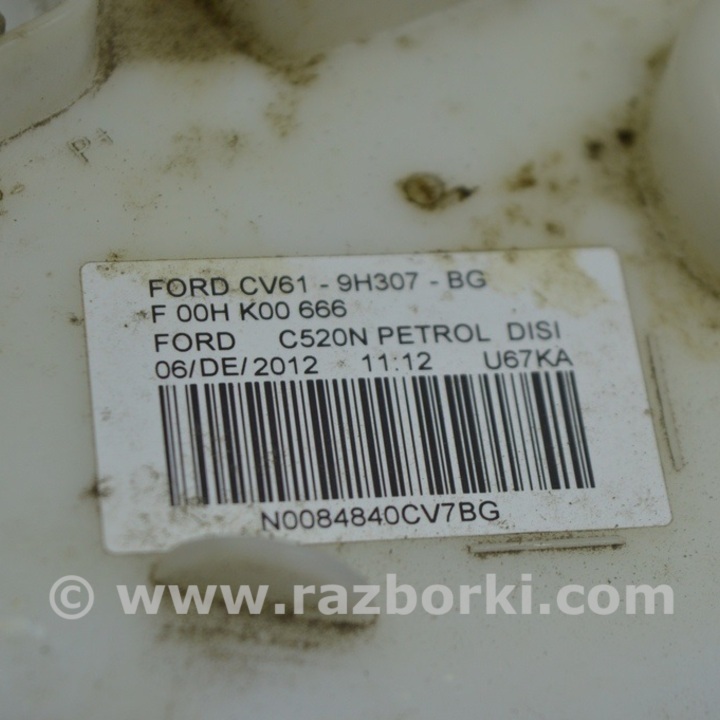 FORD CV61 - 9H307 - BG
F 00H K00 666
FORD C520N PETROL DISI
06/DE/2012 11:12 U67KA
N0084840CV7BG
© www.razborki.com